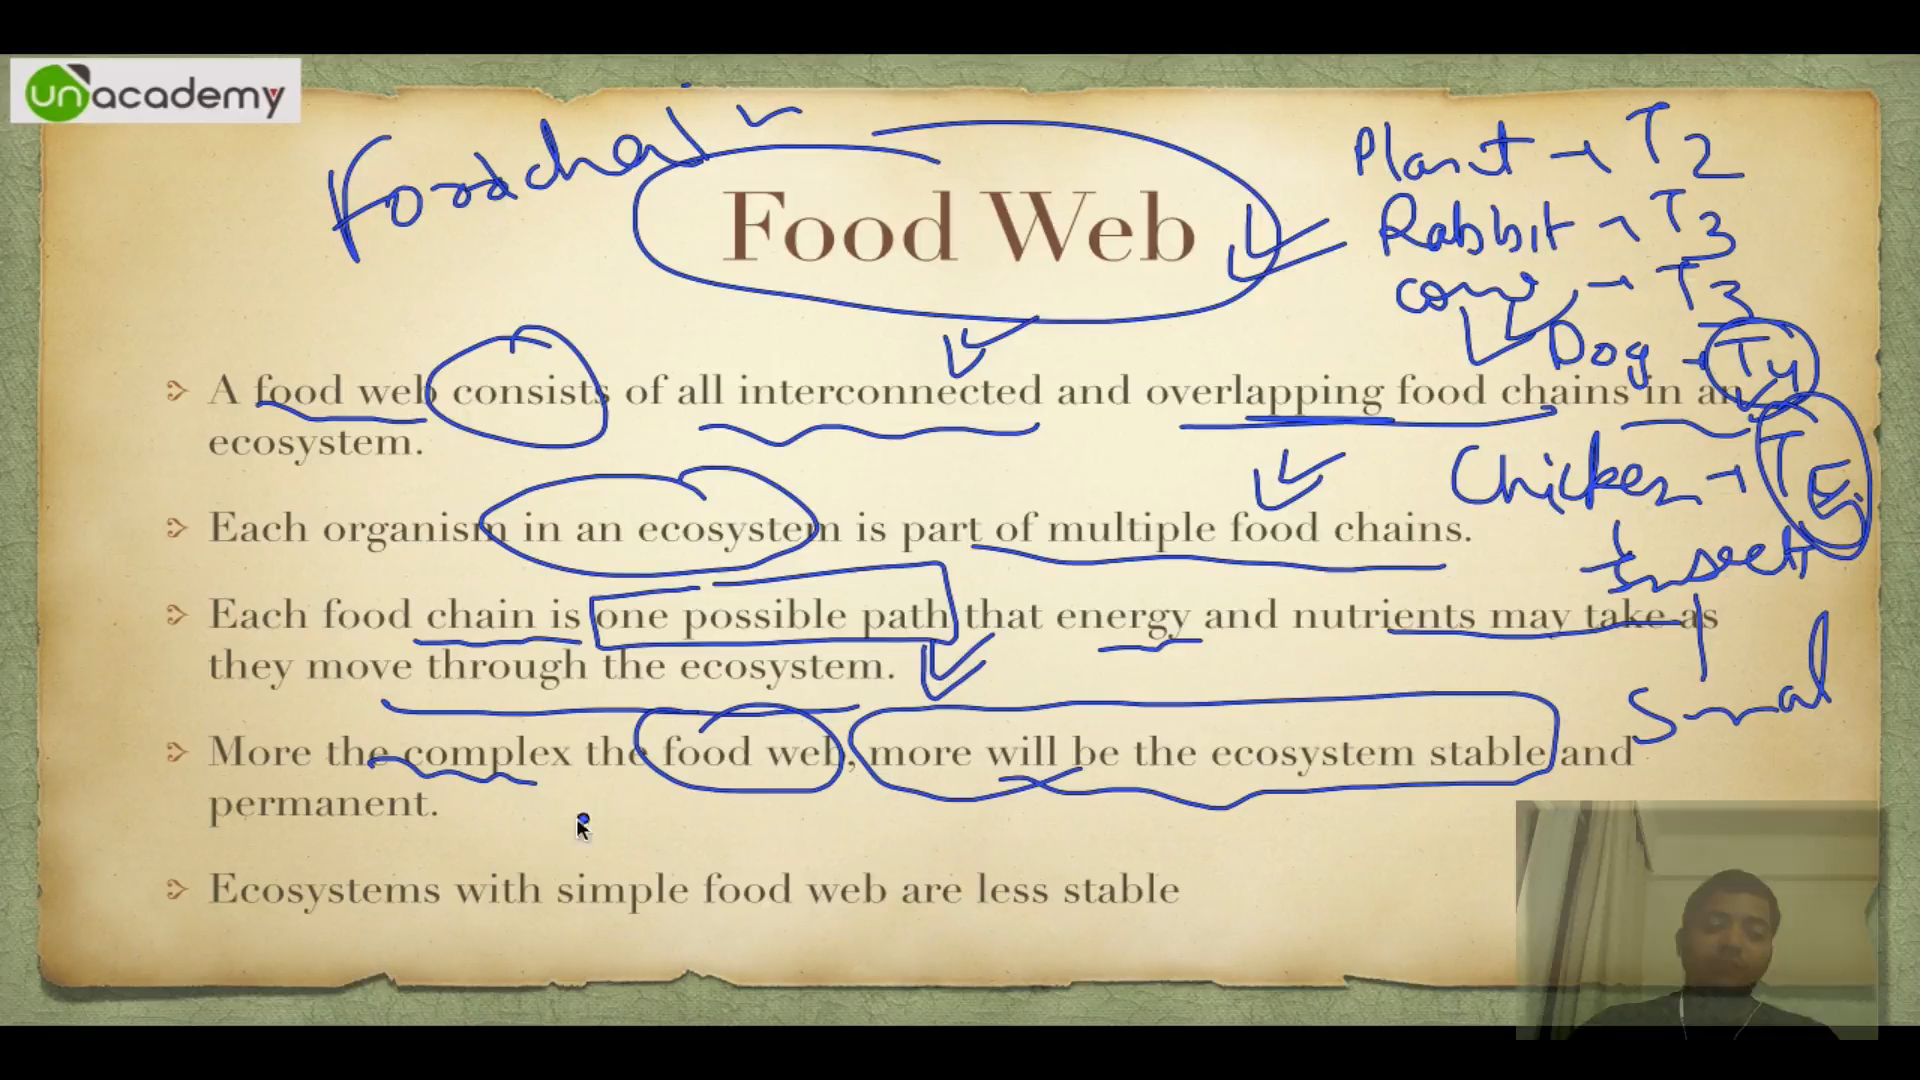 unacademy
Food chai
Food Web
Plant → T2
Rabbit → T3
cow → T3
Dog → T4
A food web consists of all interconnected and overlapping food chains in an
ecosystem.
Chicken → T5
Each organism in an ecosystem is part of multiple food chains.
Insect
Each food chain is one possible path that energy and nutrients may take as
they move through the ecosystem.
Smal
More the complex the food web, more will be the ecosystem stable and
permanent.
Ecosystems with simple food web are less stable